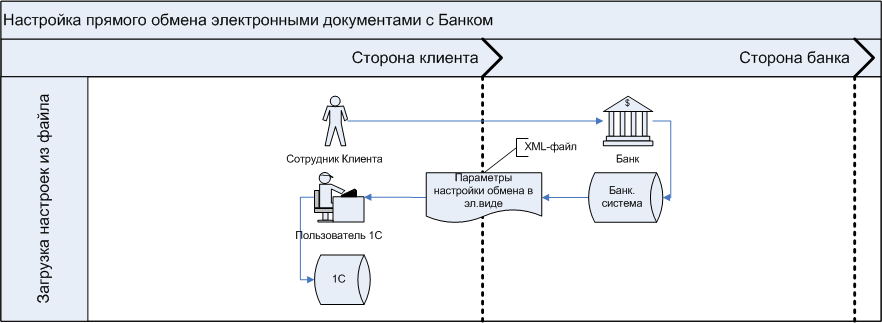 Настройка прямого обмена электронными документами с Банком
Сторона клиента
Сторона банка
Загрузка настроек из файла
Сотрудник Клиента
$
Банк
XML-файл
Параметры
настройки обмена в
эл.виде
Банк.
система
Пользователь 1С
1С